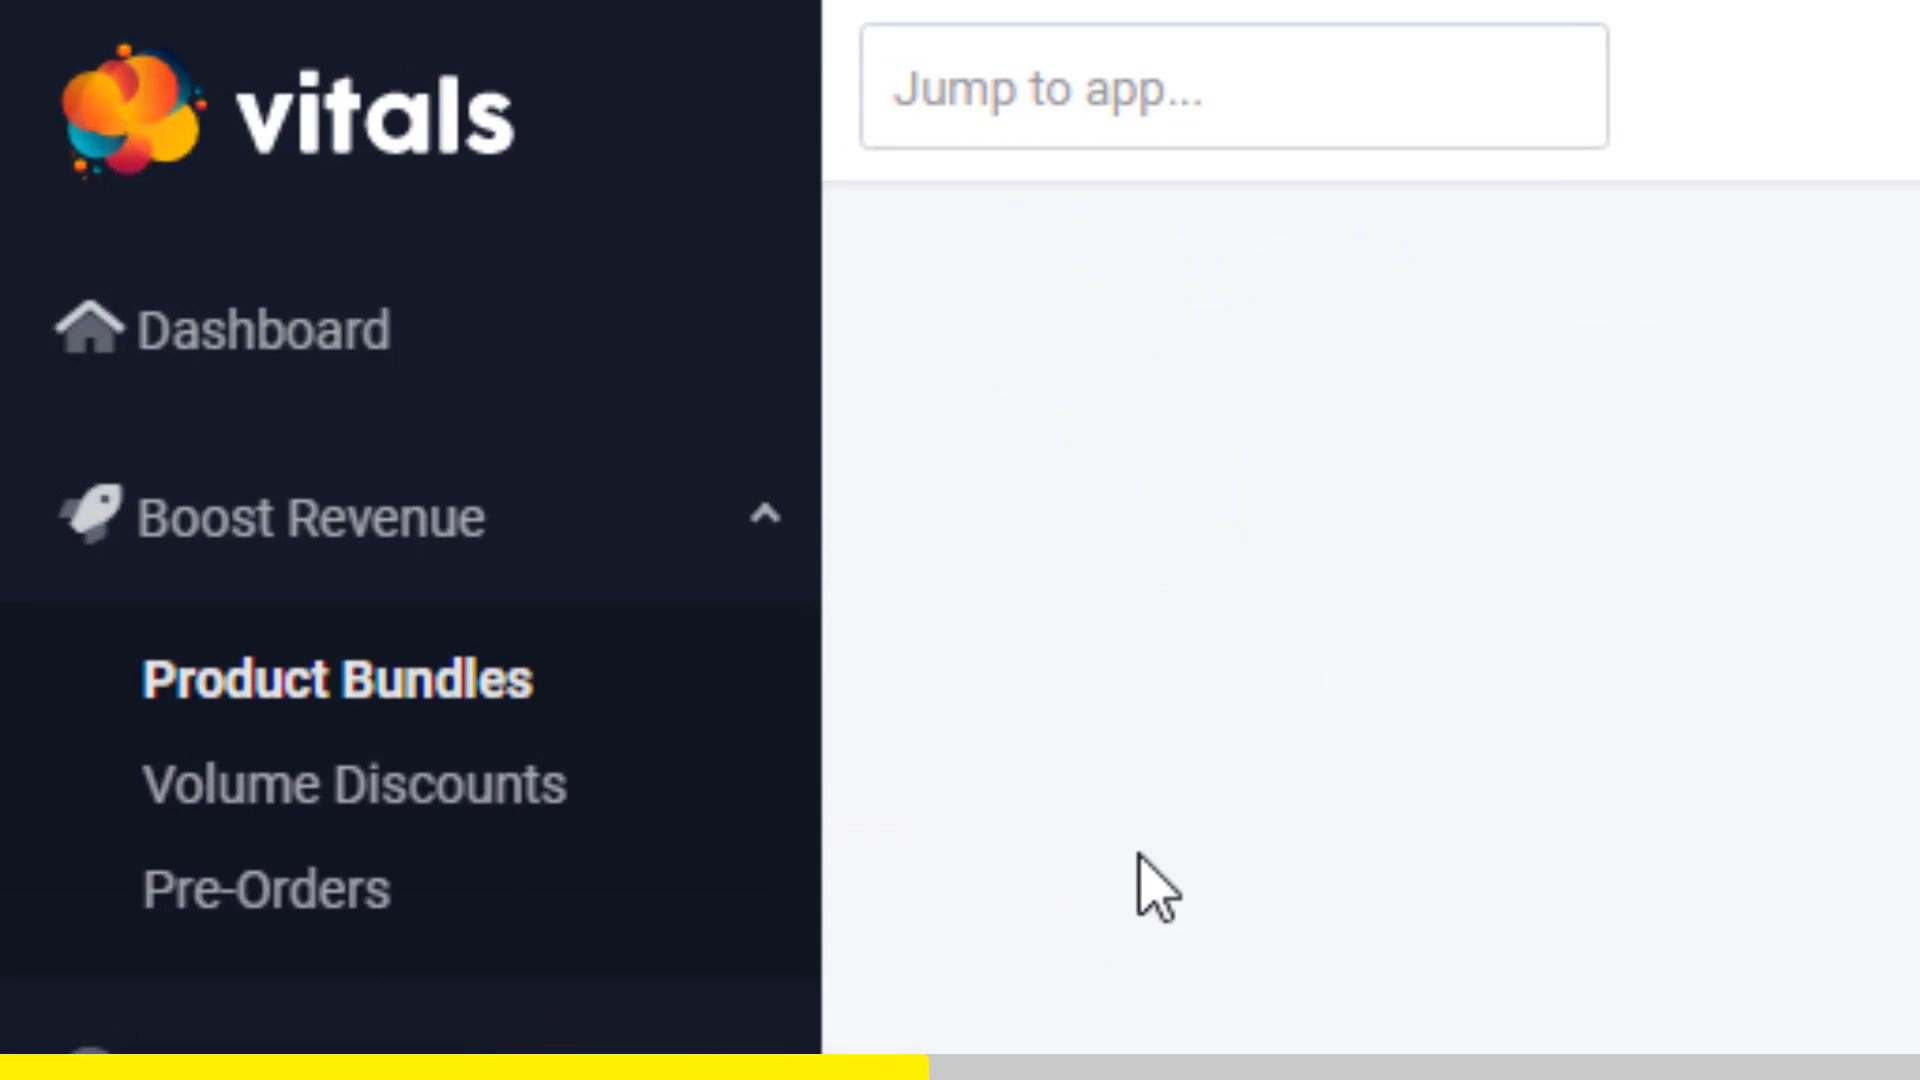 vitals
Jump to app...
Dashboard
Boost Revenue
Product Bundles
Volume Discounts
Pre-Orders